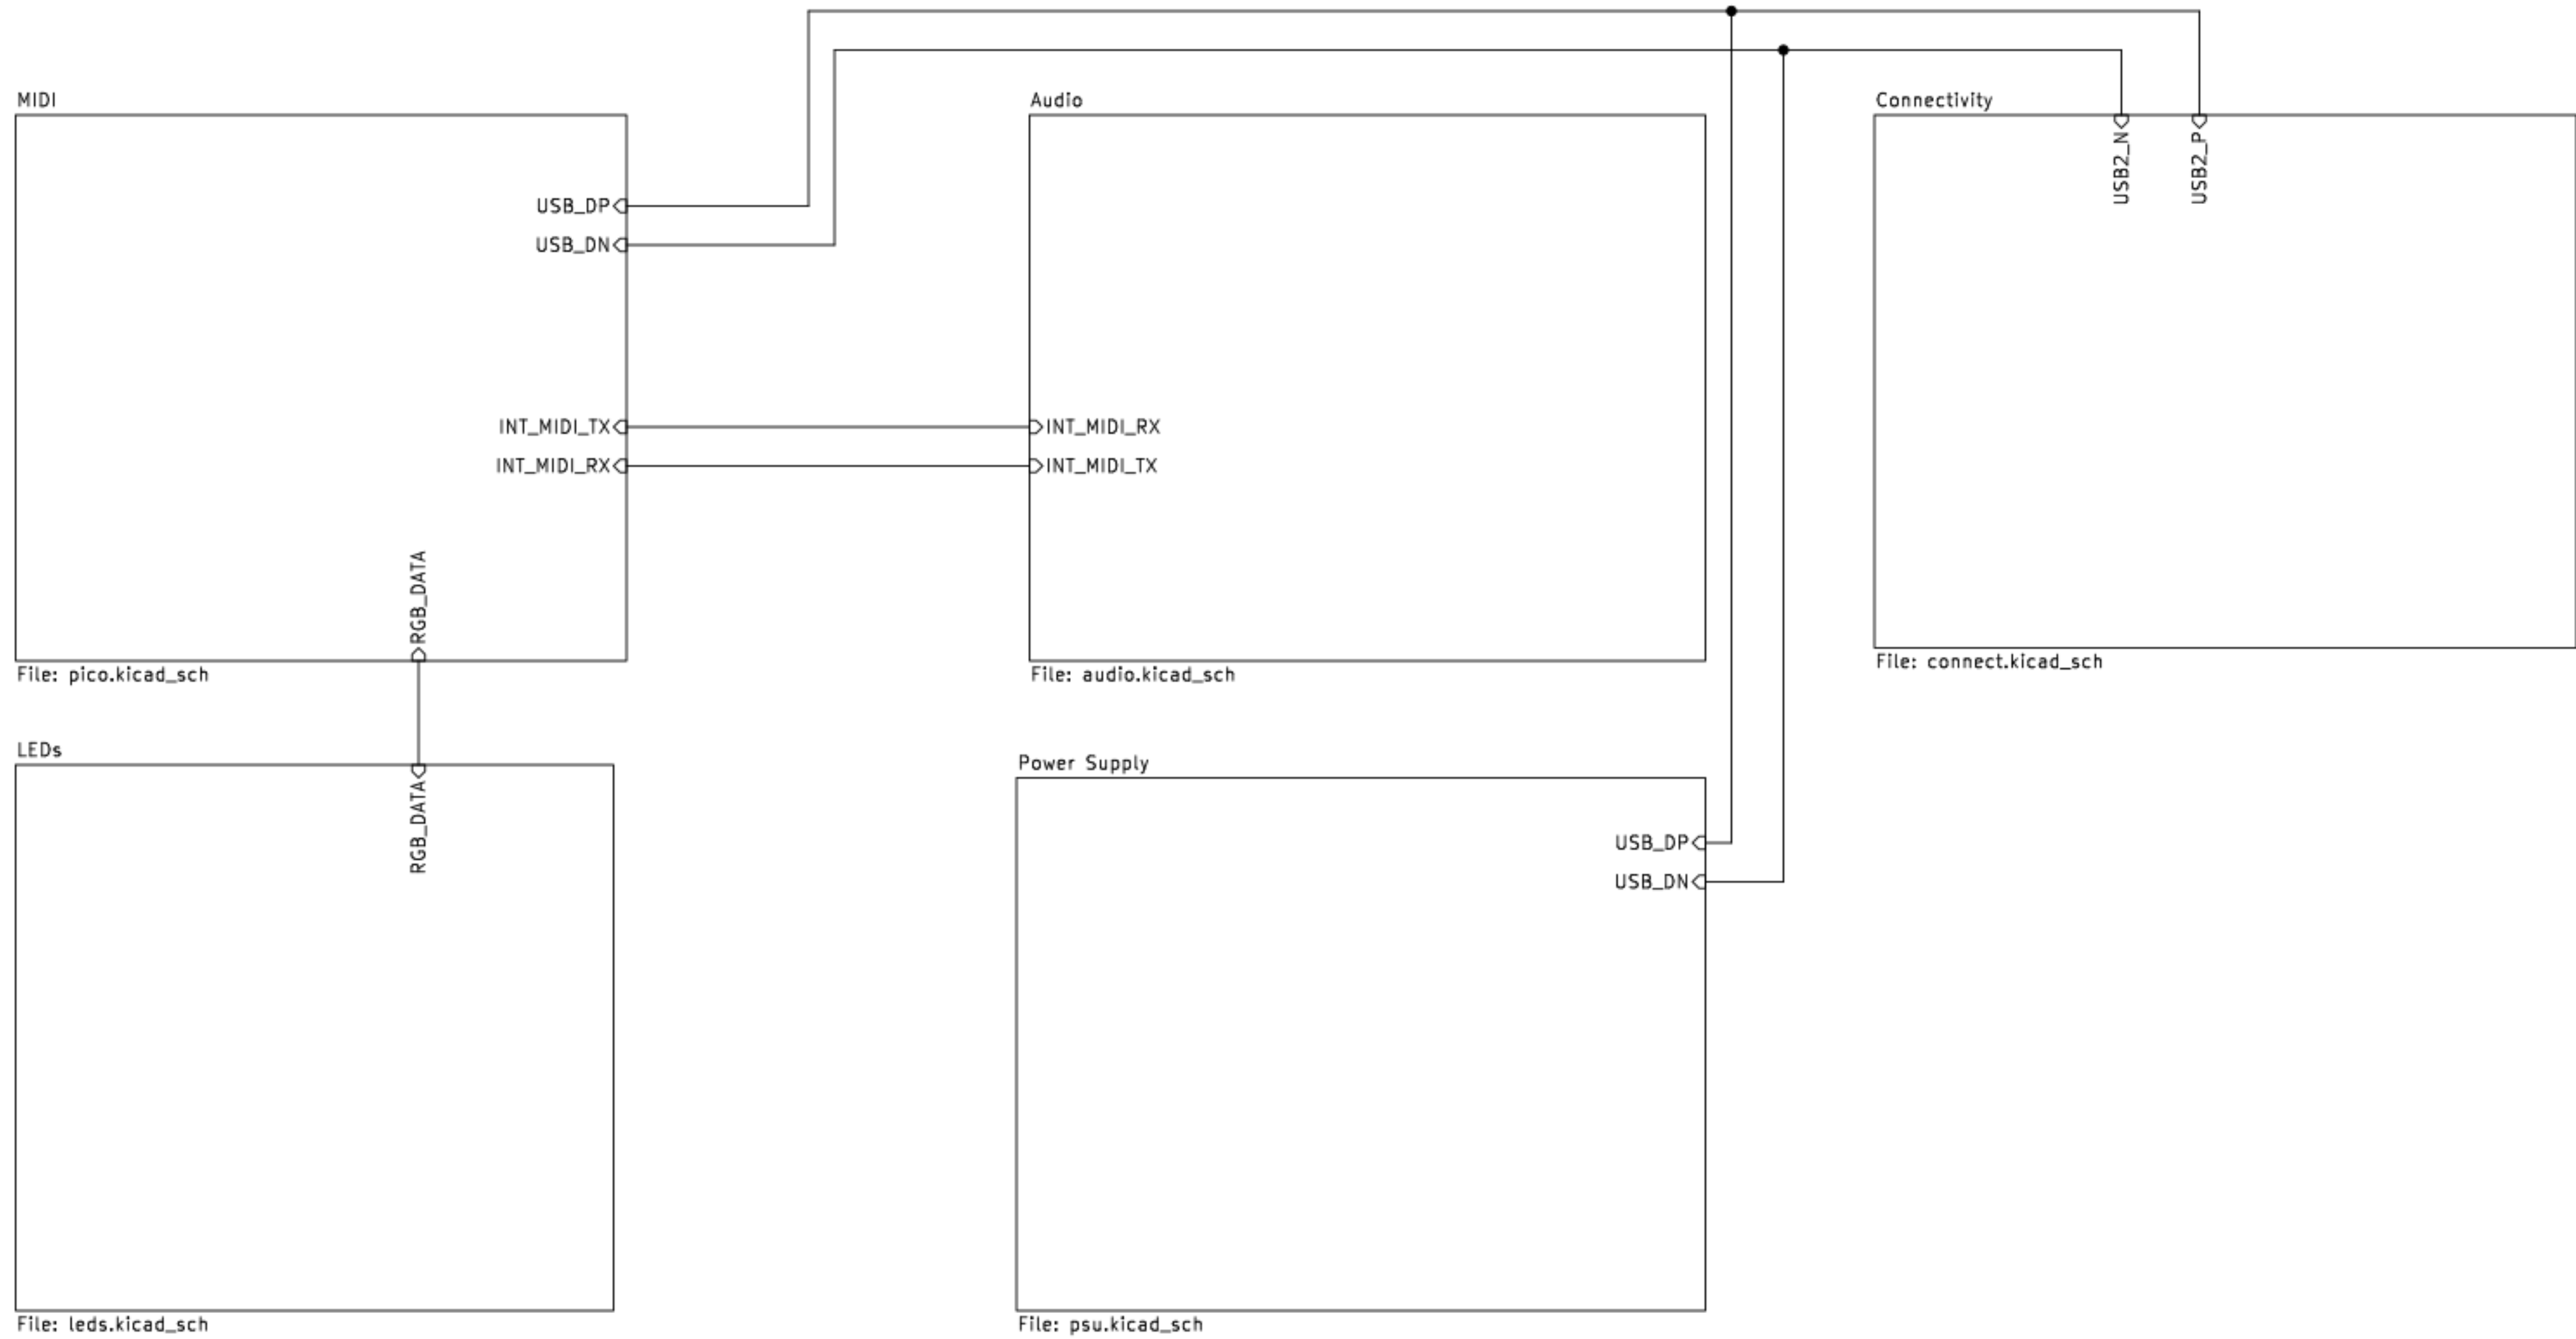 MIDI
USB_DP
USB_DN
INT_MIDI_TX
INT_MIDI_RX
RGB_DATA
File: pico.kicad_sch
Audio
INT_MIDI_RX
INT_MIDI_TX
File: audio.kicad_sch
Connectivity
USB2_N
USB2_P
File: connect.kicad_sch
LEDs
RGB_DATA
File: leds.kicad_sch
Power Supply
USB_DP
USB_DN
File: psu.kicad_sch